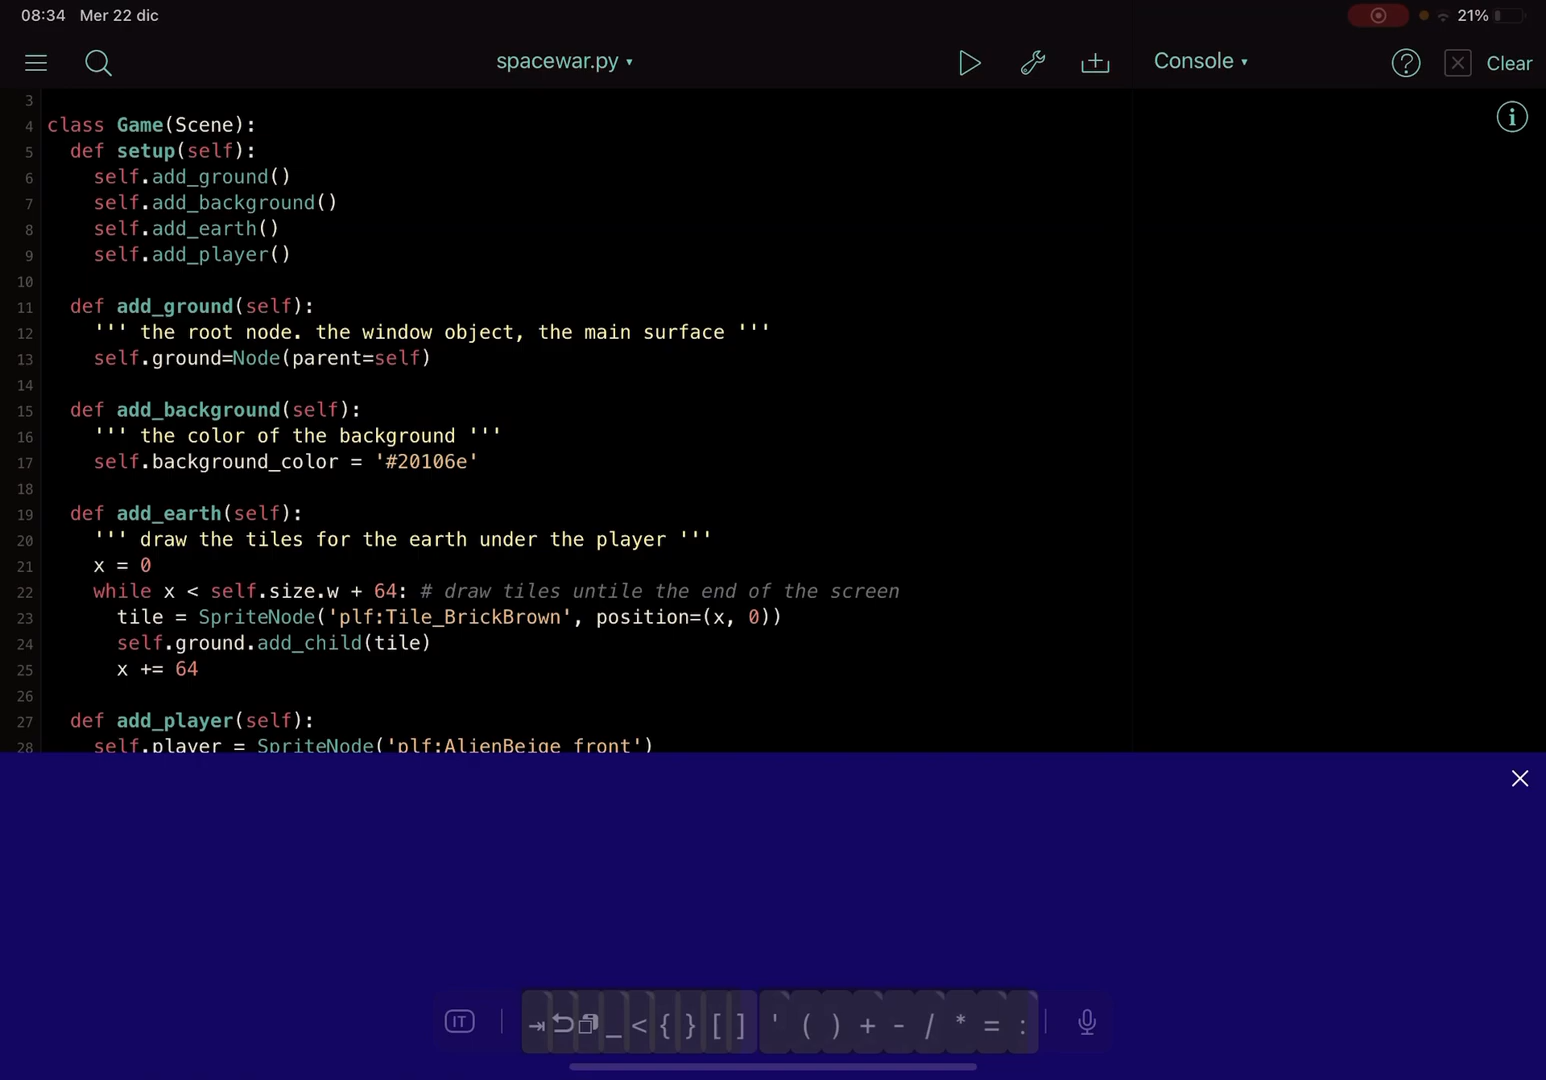 08:34 Mer 22 dic
21%
spacewar.py ▾
Console ▾
? Clear
i
3
4 class Game(Scene):
5   def setup(self):
6     self.add_ground()
7     self.add_background()
8     self.add_earth()
9     self.add_player()
10
11   def add_ground(self):
12     ''' the root node. the window object, the main surface '''
13     self.ground=Node(parent=self)
14
15   def add_background(self):
16     ''' the color of the background '''
17     self.background_color = '#20106e'
18
19   def add_earth(self):
20     ''' draw the tiles for the earth under the player '''
21     x = 0
22     while x < self.size.w + 64: # draw tiles untile the end of the screen
23       tile = SpriteNode('plf:Tile_BrickBrown', position=(x, 0))
24       self.ground.add_child(tile)
25       x += 64
26
27   def add_player(self):
28     self.player = SpriteNode('plf:AlienBeige_front')
IT _ < { } [ ] ' ( ) + - / * = :